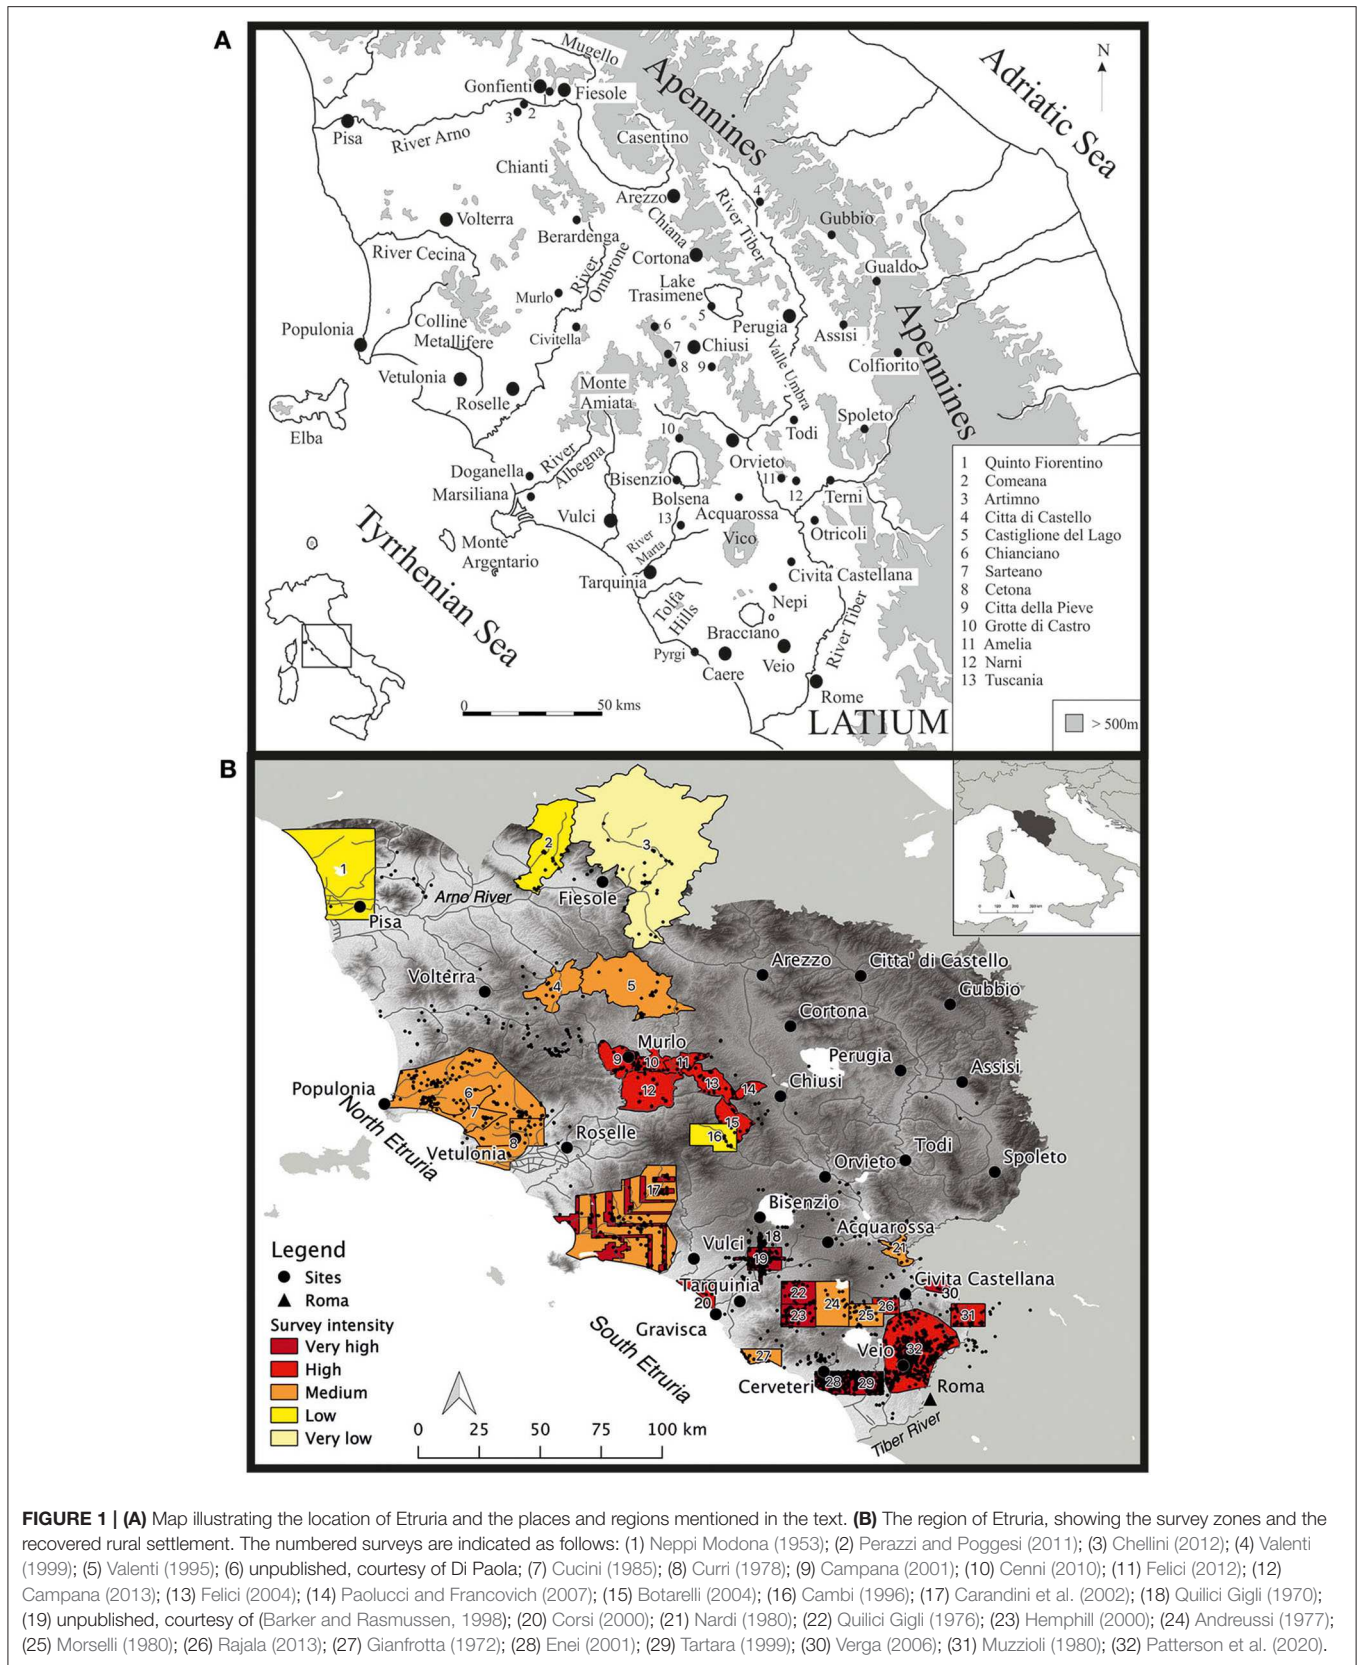 A
Mugello
Apennines
Adriatic Sea
N
Gonfienti
1
Fiesole
3
2
Pisa
River Arno
Casentino
Chianti
Arezzo
4
River Tiber
Chiana
Volterra
Berardenga
Gubbio
River Cecina
River Ombrone
Cortona
Gualdo
Lake
Trasimene
Murlo
5
Populonia
Colline
Metallifere
Civitella
6
Perugia
Assisi
Apennines
7
Chiusi
8
9
Colfiorito
Vetulonia
Roselle
Monte
Amiata
Valle Umbra
Elba
10
Todi
Spoleto
Orvieto
Doganella
River Albegna
Bisenzio
11
12
Terni
Marsiliana
Bolsena
Acquarossa
Vulci
13
Vico
Otricoli
Tyrrhenian Sea
Monte
Argentario
River Marta
Tarquinia
Civita Castellana
Tolfa Hills
Nepi
Bracciano
River Tiber
Pyrgi
Caere
Veio
Rome
LATIUM
0 50 kms
1 Quinto Fiorentino
2 Comeana
3 Artimno
4 Citta di Castello
5 Castiglione del Lago
6 Chianciano
7 Sarteano
8 Cetona
9 Citta della Pieve
10 Grotte di Castro
11 Amelia
12 Narni
13 Tuscania
> 500m
B
1
2
3
Arno River
Fiesole
Pisa
Volterra
4
5
Arezzo
Citta' di Castello
Gubbio
Cortona
Murlo
9
10
11
12
13
14
Perugia
Assisi
Chiusi
Populonia
6
7
8
15
16
North Etruria
Vetulonia
Roselle
Todi
Orvieto
Spoleto
17
Bisenzio
18
Acquarossa
21
Vulci
19
Legend
Sites
Roma
Survey intensity
Very high
High
Medium
Low
Very low
Tarquinia
20
Gravisca
22
23
24
25
26
Civita Castellana
30
31
South Etruria
27
Veio
32
Cerveteri
28
29
Roma
Tiber River
0 25 50 75 100 km
FIGURE 1 | (A) Map illustrating the location of Etruria and the places and regions mentioned in the text. (B) The region of Etruria, showing the survey zones and the
recovered rural settlement. The numbered surveys are indicated as follows: (1) Neppi Modona (1953); (2) Perazzi and Poggesi (2011); (3) Chellini (2012); (4) Valenti
(1999); (5) Valenti (1995); (6) unpublished, courtesy of Di Paola; (7) Cucini (1985); (8) Curri (1978); (9) Campana (2001); (10) Cenni (2010); (11) Felici (2012); (12)
Campana (2013); (13) Felici (2004); (14) Paolucci and Francovich (2007); (15) Botarelli (2004); (16) Cambi (1996); (17) Carandini et al. (2002); (18) Quilici Gigli (1970);
(19) unpublished, courtesy of (Barker and Rasmussen, 1998); (20) Corsi (2000); (21) Nardi (1980); (22) Quilici Gigli (1976); (23) Hemphill (2000); (24) Andreussi (1977);
(25) Morselli (1980); (26) Rajala (2013); (27) Gianfrotta (1972); (28) Enei (2001); (29) Tartara (1999); (30) Verga (2006); (31) Muzzioli (1980); (32) Patterson et al. (2020).